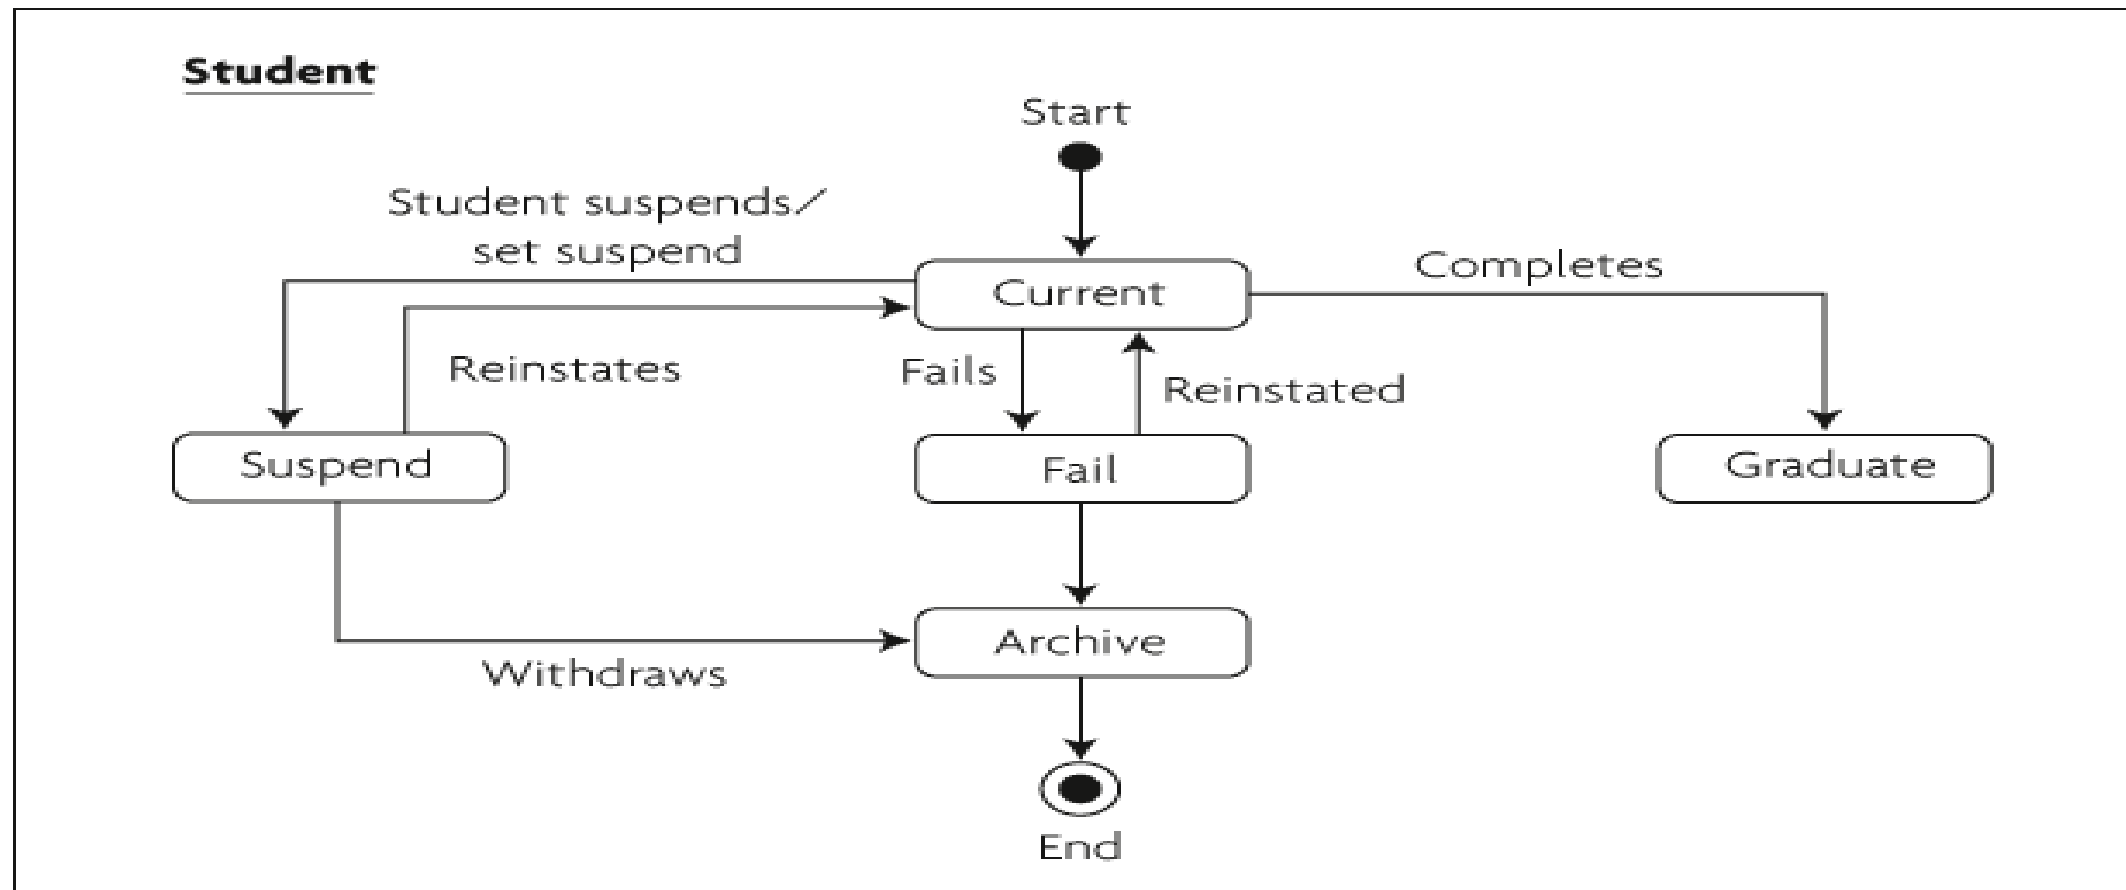 Student
Start
Student suspends/
set suspend
Completes
Current
Reinstates
Fails
Reinstated
Suspend
Fail
Graduate
Archive
Withdraws
End